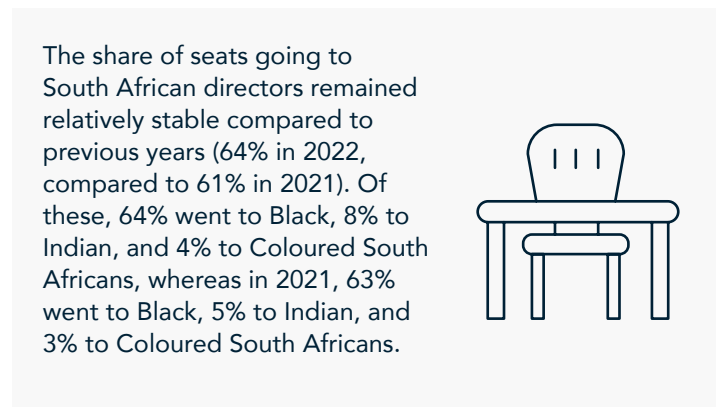 The share of seats going to
South African directors remained
relatively stable compared to
previous years (64% in 2022,
compared to 61% in 2021). Of
these, 64% went to Black, 8% to
Indian, and 4% to Coloured South
Africans, whereas in 2021, 63%
went to Black, 5% to Indian, and
3% to Coloured South Africans.